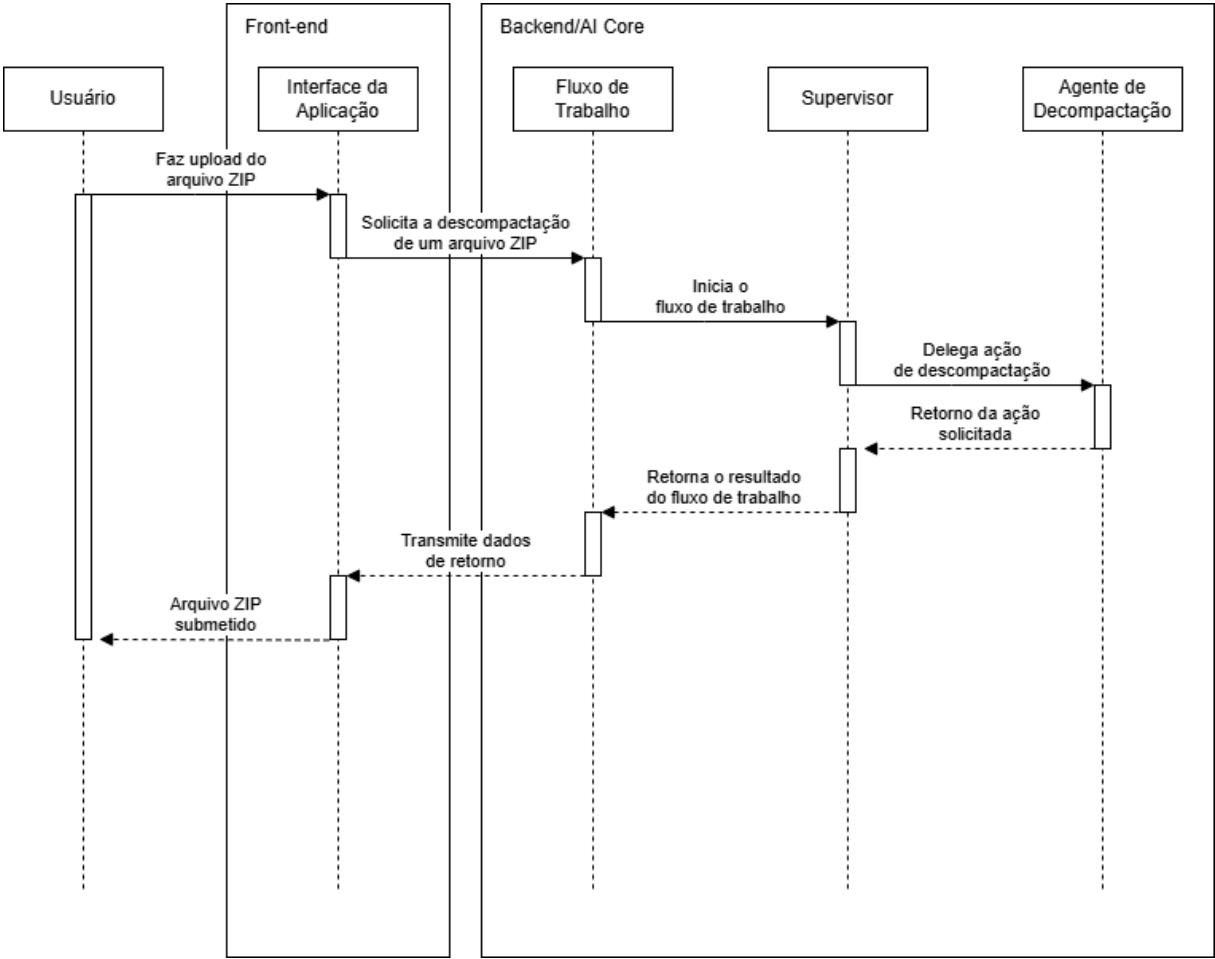 Front-end
Backend/AI Core
Usuário
Interface da
Aplicação
Fluxo de
Trabalho
Supervisor
Agente de
Decompactação
Faz upload do
arquivo ZIP
Solicita a descompactação
de um arquivo ZIP
Inicia o
fluxo de trabalho
Delega ação
de descompactação
Retorno da ação
solicitada
Retorna o resultado
do fluxo de trabalho
Transmite dados
de retorno
Arquivo ZIP
submetido